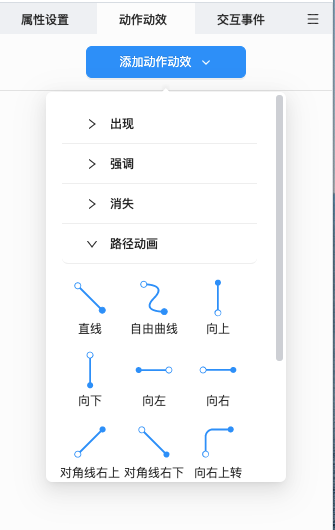 属性设置 动作动效 交互事件
添加动作动效
出现
强调
消失
路径动画
直线 自由曲线 向上
向下 向左 向右
对角线右上 对角线右下 向右上转